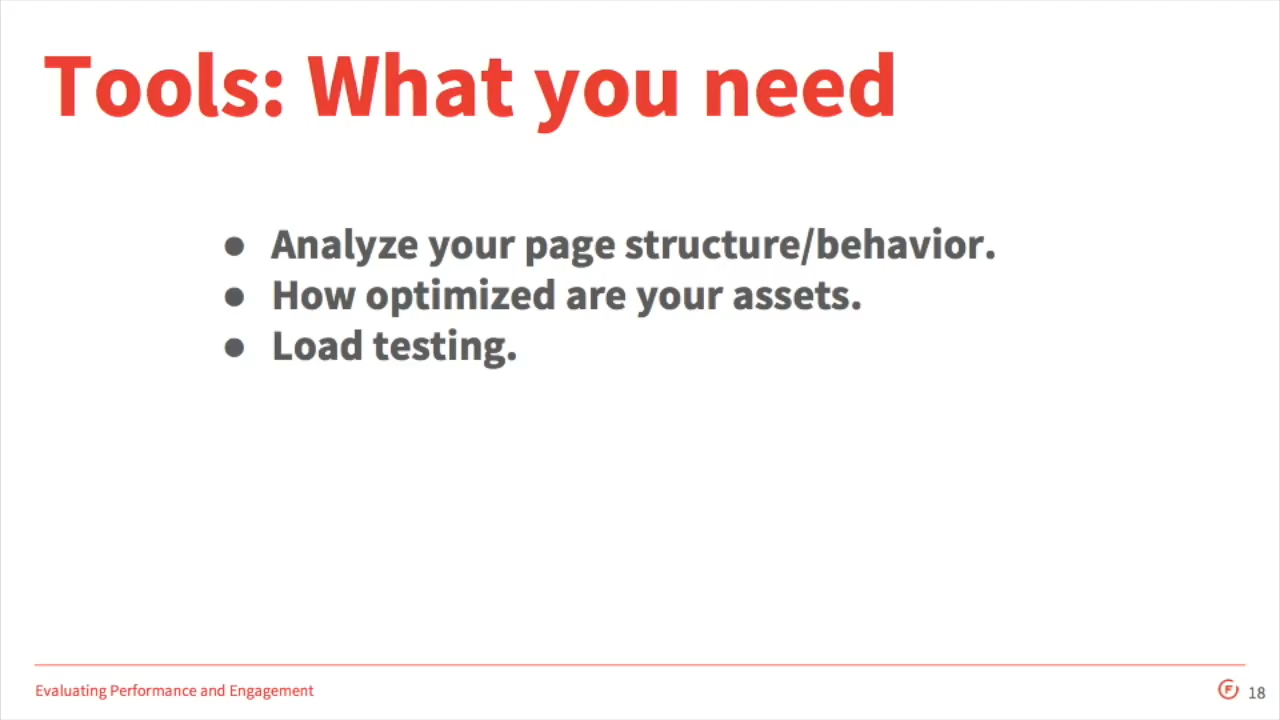 Tools: What you need
● Analyze your page structure/behavior.
● How optimized are your assets.
● Load testing.
Evaluating Performance and Engagement
F 18